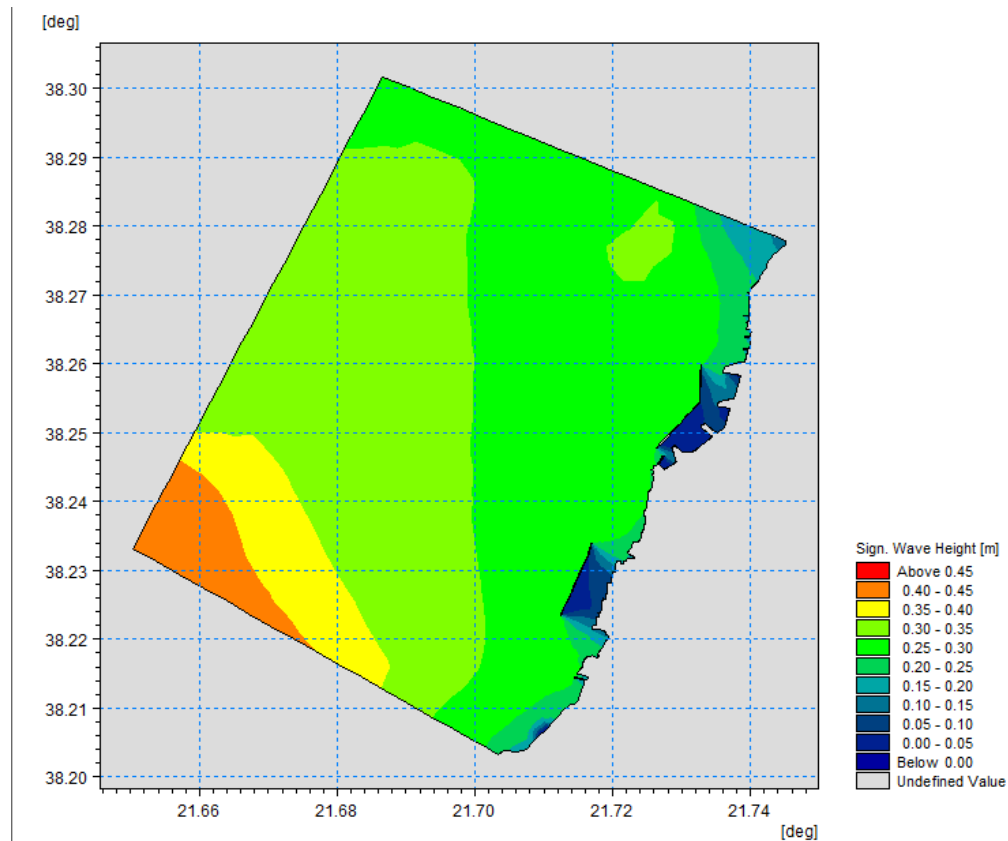 [deg]
38.30
38.29
38.28
38.27
38.26
38.25
38.24
38.23
38.22
38.21
38.20
21.66 21.68 21.70 21.72 21.74
[deg]
Sign. Wave Height [m]
Above 0.45
0.40 - 0.45
0.35 - 0.40
0.30 - 0.35
0.25 - 0.30
0.20 - 0.25
0.15 - 0.20
0.10 - 0.15
0.05 - 0.10
0.00 - 0.05
Below 0.00
Undefined Value